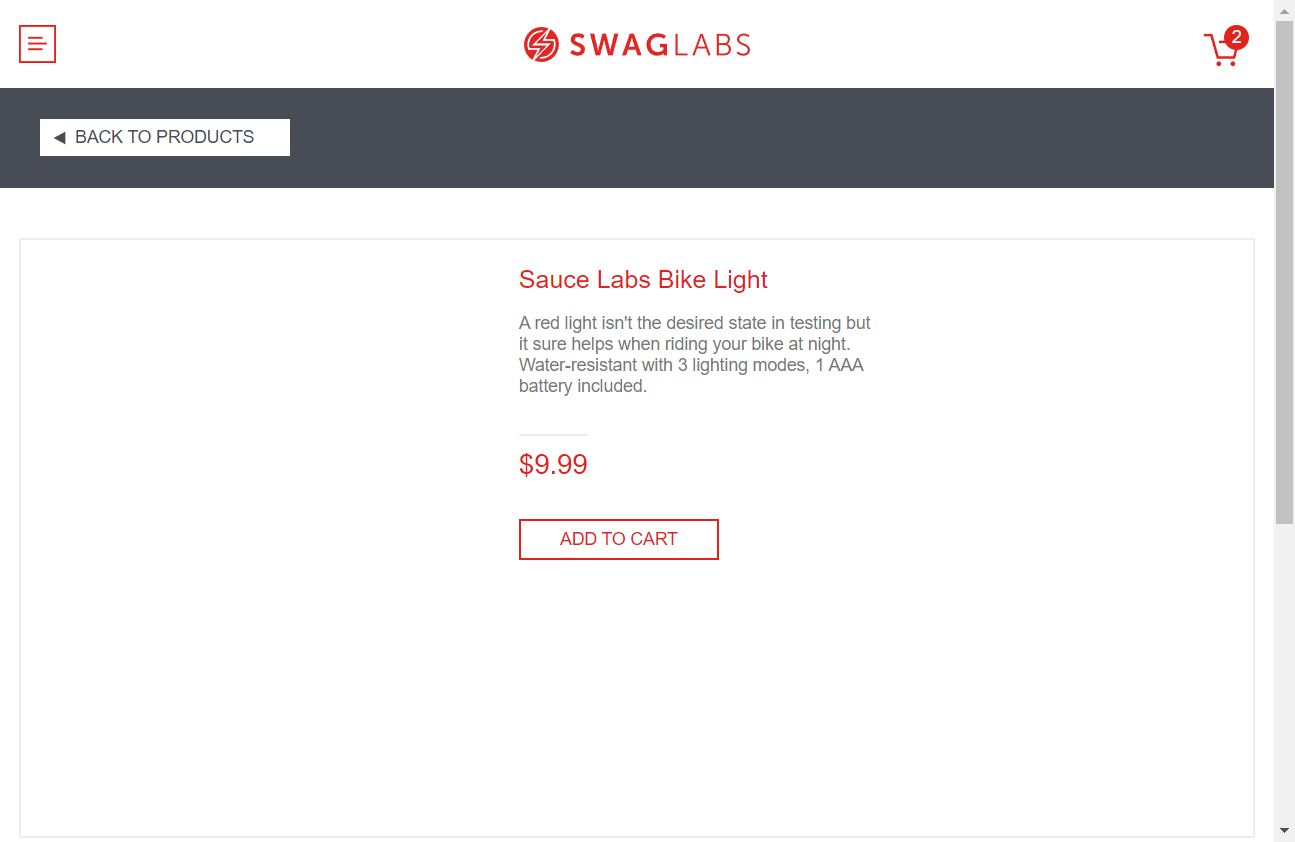 SWAGLABS
2
BACK TO PRODUCTS
Sauce Labs Bike Light
A red light isn't the desired state in testing but
it sure helps when riding your bike at night.
Water-resistant with 3 lighting modes, 1 AAA
battery included.
$9.99
ADD TO CART